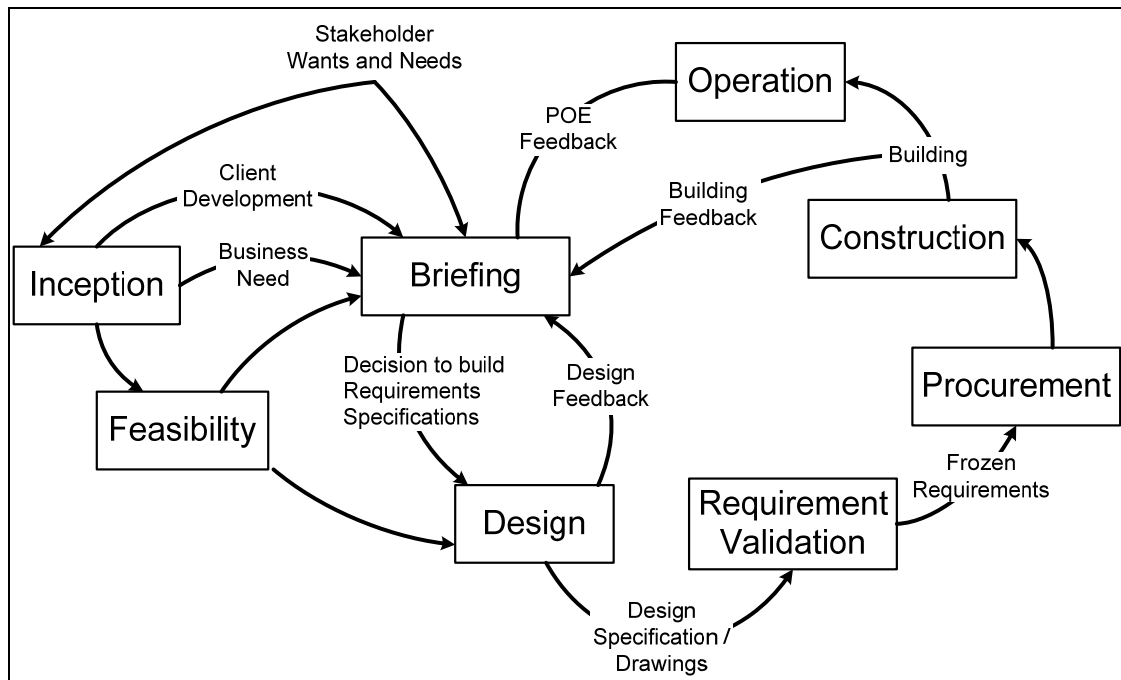 Stakeholder
Wants and Needs
Operation
POE
Feedback
Building
Client
Development
Building
Feedback
Construction
Business
Need
Briefing
Inception
Decision to build
Requirements
Specifications
Design
Feedback
Procurement
Feasibility
Frozen
Requirements
Design
Requirement
Validation
Design
Specification /
Drawings